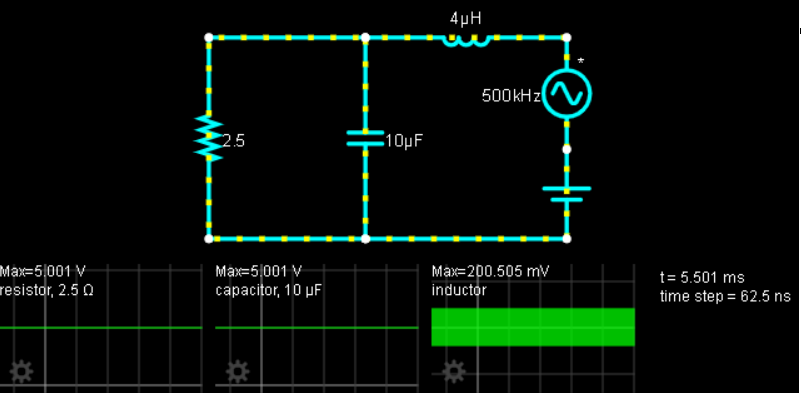 4μH
*
500kHz
2.5
10μF
Max=5.001 V
resistor, 2.5 Ω
Max=5.001 V
capacitor, 10 μF
Max=200.505 mV
inductor
t = 5.501 ms
time step = 62.5 ns